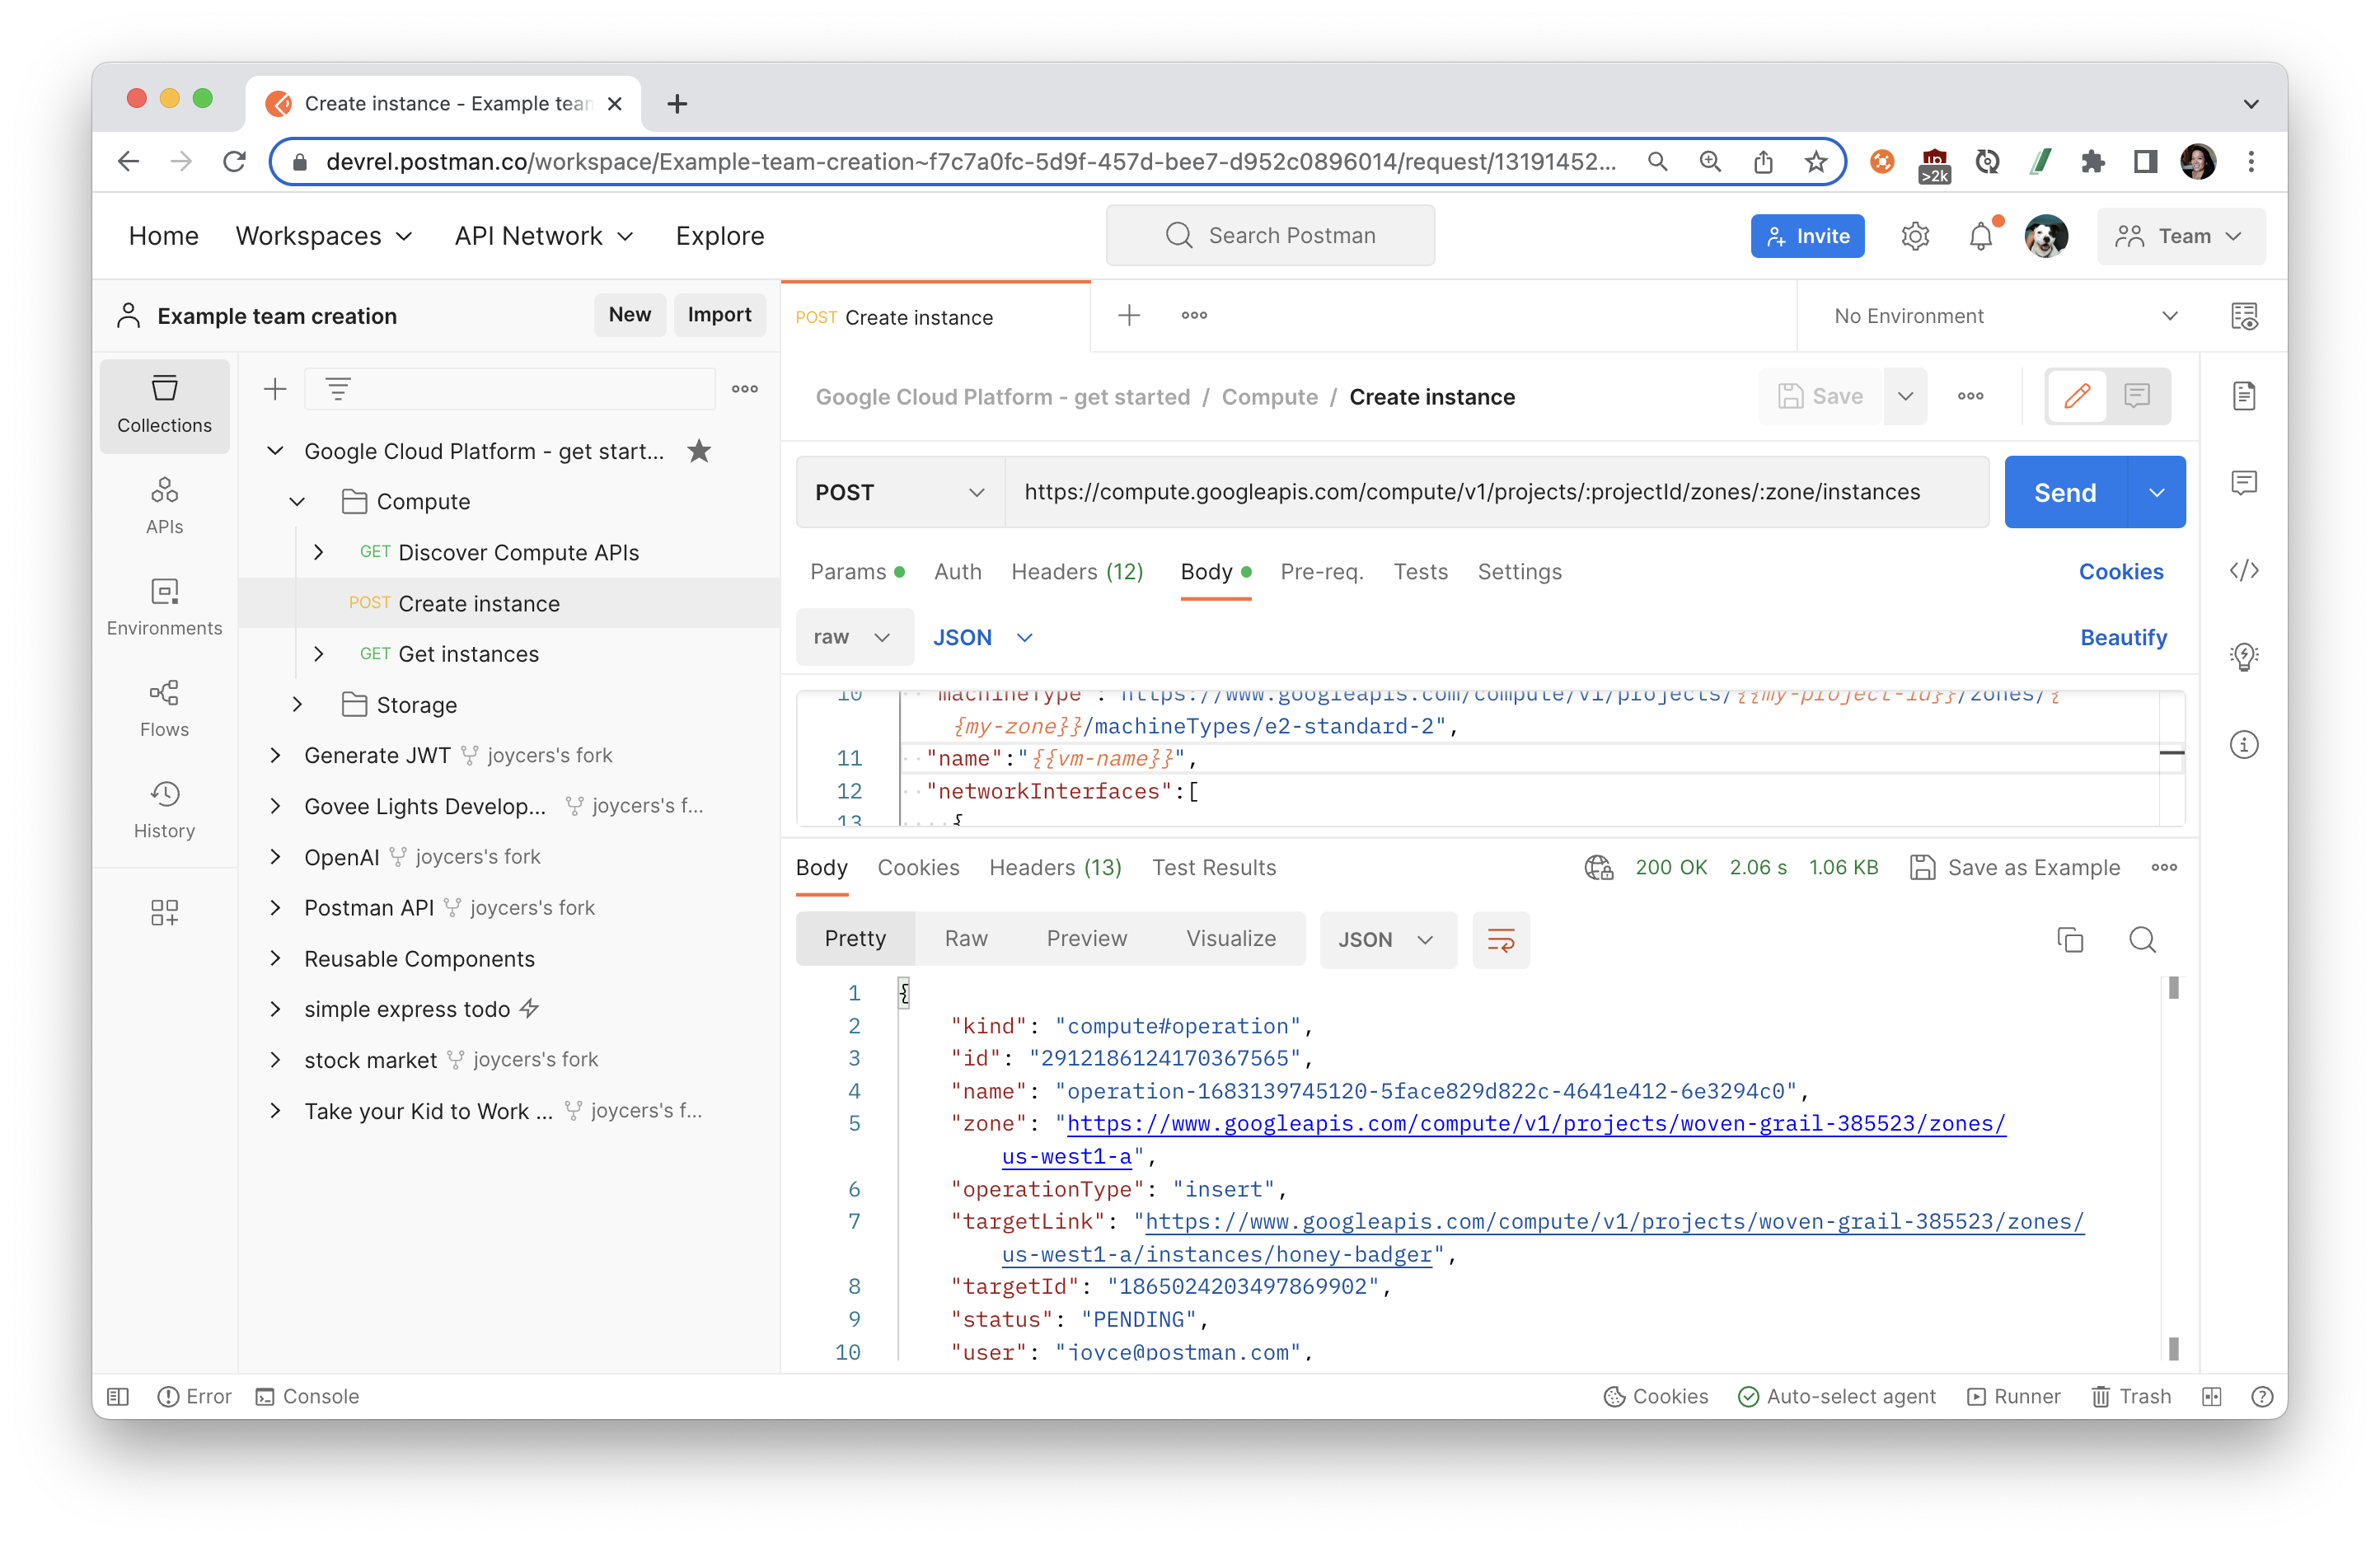 Create instance - Example tean
devrel.postman.co/workspace/Example-team-creation~f7c7a0fc-5d9f-457d-bee7-d952c0896014/request/13191452...
>2k
Home Workspaces API Network Explore
Search Postman
Invite
Team
Example team creation
New Import
POST Create instance
No Environment
Collections
APIs
Environments
Flows
History
Google Cloud Platform - get start...
Compute
GET Discover Compute APIs
POST Create instance
GET Get instances
Storage
Generate JWT joycers's fork
Govee Lights Develop... joycers's f...
OpenAI joycers's fork
Postman API joycers's fork
Reusable Components
simple express todo
stock market joycers's fork
Take your Kid to Work ... joycers's f...
Google Cloud Platform - get started / Compute / Create instance
Save
POST https://compute.googleapis.com/compute/v1/projects/:projectId/zones/:zone/instances
Send
Params Auth Headers (12) Body Pre-req. Tests Settings
Cookies
raw JSON
Beautify
10 "machineType":"https://www.googleapis.com/compute/v1/projects/{{my-project-id}}/zones/{
{my-zone}}/machineTypes/e2-standard-2",
11 "name":"{{vm-name}}",
12 "networkInterfaces":[
13 {
Body Cookies Headers (13) Test Results
200 OK 2.06 s 1.06 KB Save as Example
Pretty Raw Preview Visualize JSON
1 {
2 "kind": "compute#operation",
3 "id": "2912186124170367565",
4 "name": "operation-1683139745120-5face829d822c-4641e412-6e3294c0",
5 "zone": "https://www.googleapis.com/compute/v1/projects/woven-grail-385523/zones/
us-west1-a",
6 "operationType": "insert",
7 "targetLink": "https://www.googleapis.com/compute/v1/projects/woven-grail-385523/zones/
us-west1-a/instances/honey-badger",
8 "targetId": "1865024203497869902",
9 "status": "PENDING",
10 "user": "joyce@postman.com",
Error Console
Cookies Auto-select agent Runner Trash